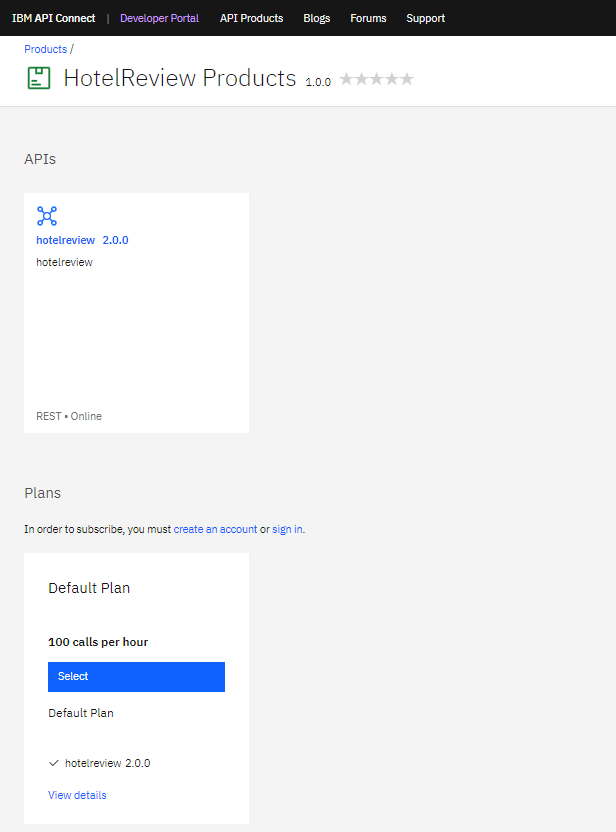 IBM API Connect | Developer Portal API Products Blogs Forums Support
Products /
HotelReview Products 1.0.0
APIs
hotelreview 2.0.0
hotelreview
REST • Online
Plans
In order to subscribe, you must create an account or sign in.
Default Plan
100 calls per hour
Select
Default Plan
hotelreview 2.0.0
View details